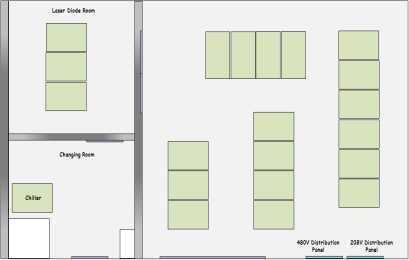 Laser Diode Room
Changing Room
Chiller
480V Distribution
Panel
208V Distribution
Panel